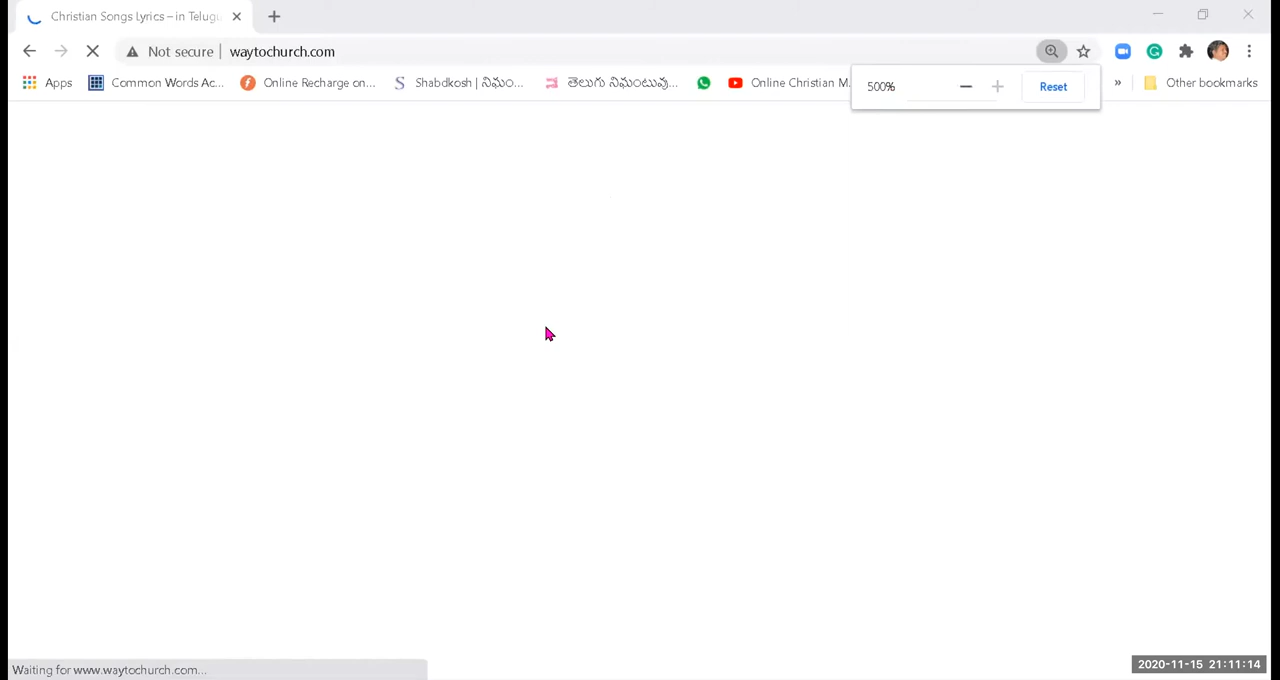 Christian Songs Lyrics – in Telugu
Not secure | waytochurch.com
Apps Common Words Ac... Online Recharge on... Shabdkosh | నిఘం... తెలుగు నిఘంటువు... Online Christian M. » Other bookmarks
500% Reset
Waiting for www.waytochurch.com...
2020-11-15 21:11:14